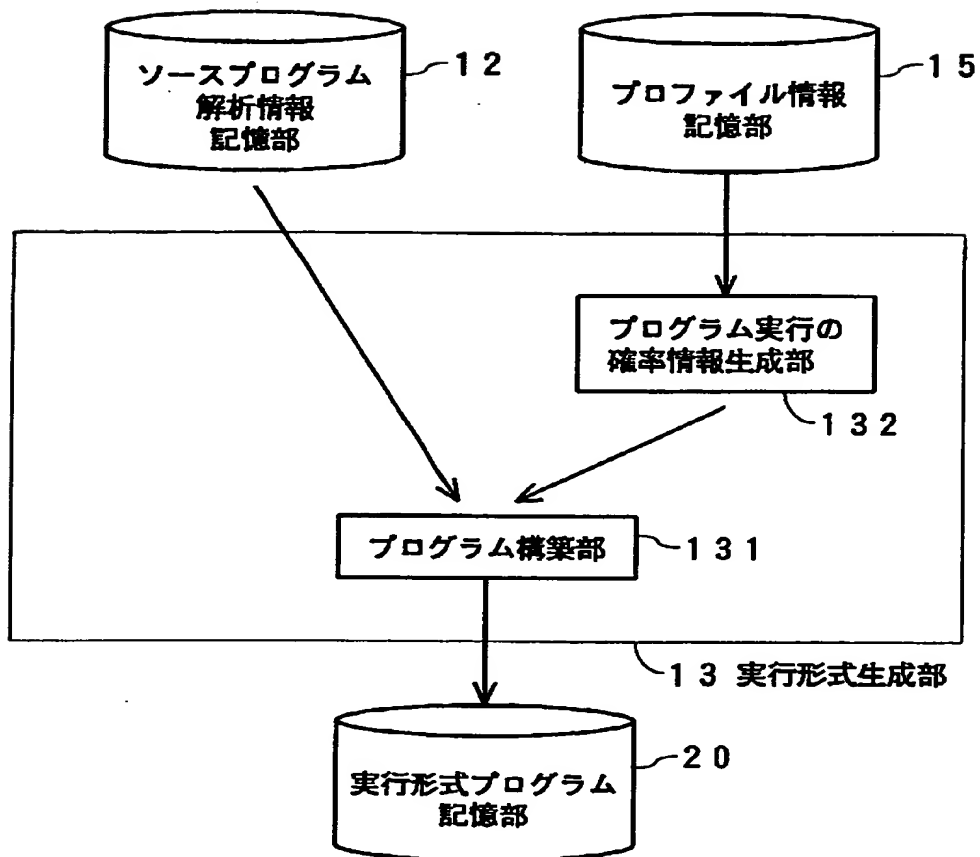 ソースプログラム
解析情報
記憶部
12
プロファイル情報
記憶部
15
プログラム実行の
確率情報生成部
132
プログラム構築部
131
13 実行形式生成部
実行形式プログラム
記憶部
20